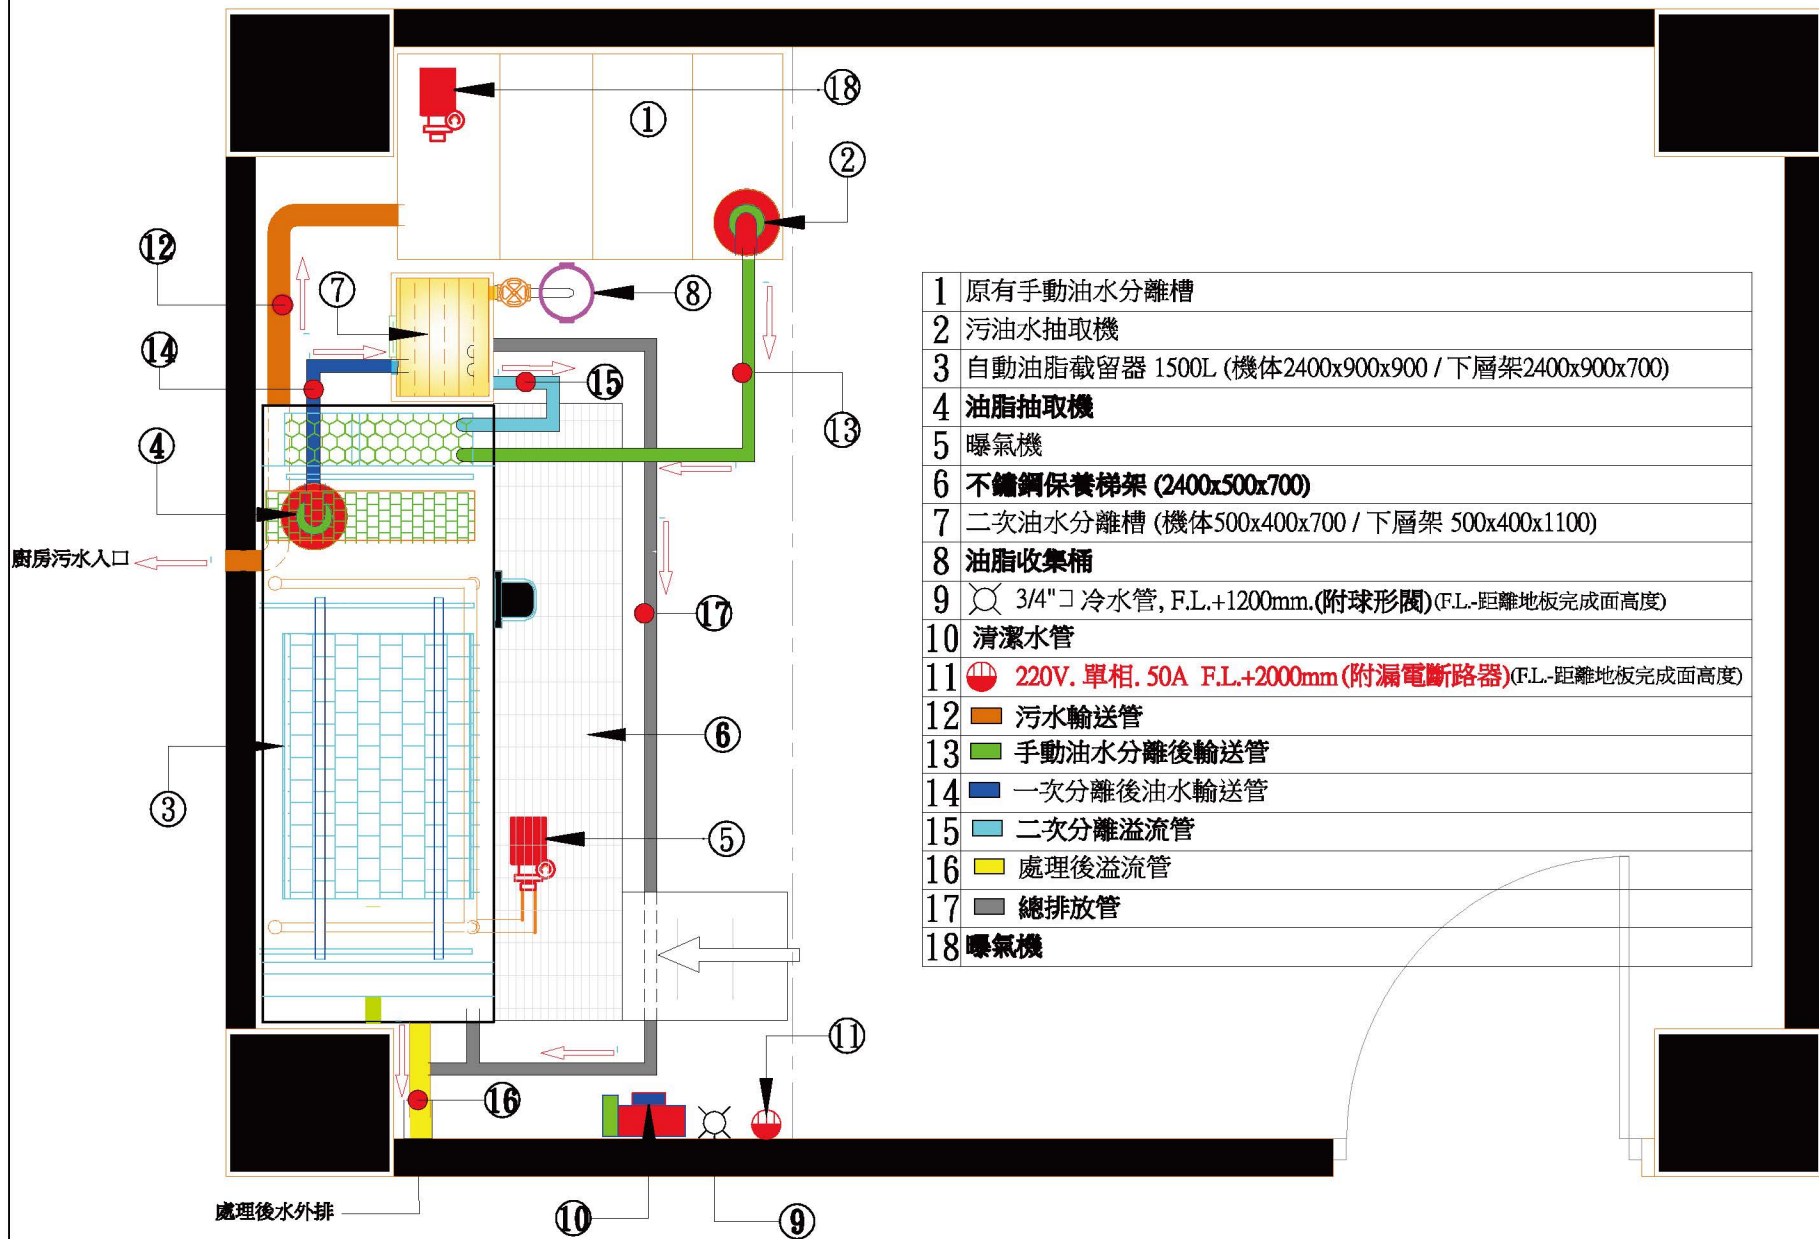 18
1
2
12
7
8
14
15
13
4
廚房污水入口
17
6
3
5
11
16
處理後水外排
10
9
1 原有手動油水分離槽
2 污油水抽取機
3 自動油脂截留器 1500L (機体2400x900x900 / 下層架2400x900x700)
4 油脂抽取機
5 曝氣機
6 不鏽鋼保養梯架 (2400x500x700)
7 二次油水分離槽 (機体500x400x700 / 下層架 500x400x1100)
8 油脂收集桶
9 3/4"口 冷水管, F.L.+1200mm.(附球形閥)(F.L.-距離地板完成面高度)
10 清潔水管
11 220V. 單相. 50A F.L.+2000mm(附漏電斷路器)(F.L.-距離地板完成面高度)
12 污水輸送管
13 手動油水分離後輸送管
14 一次分離後油水輸送管
15 二次分離溢流管
16 處理後溢流管
17 總排放管
18 曝氣機